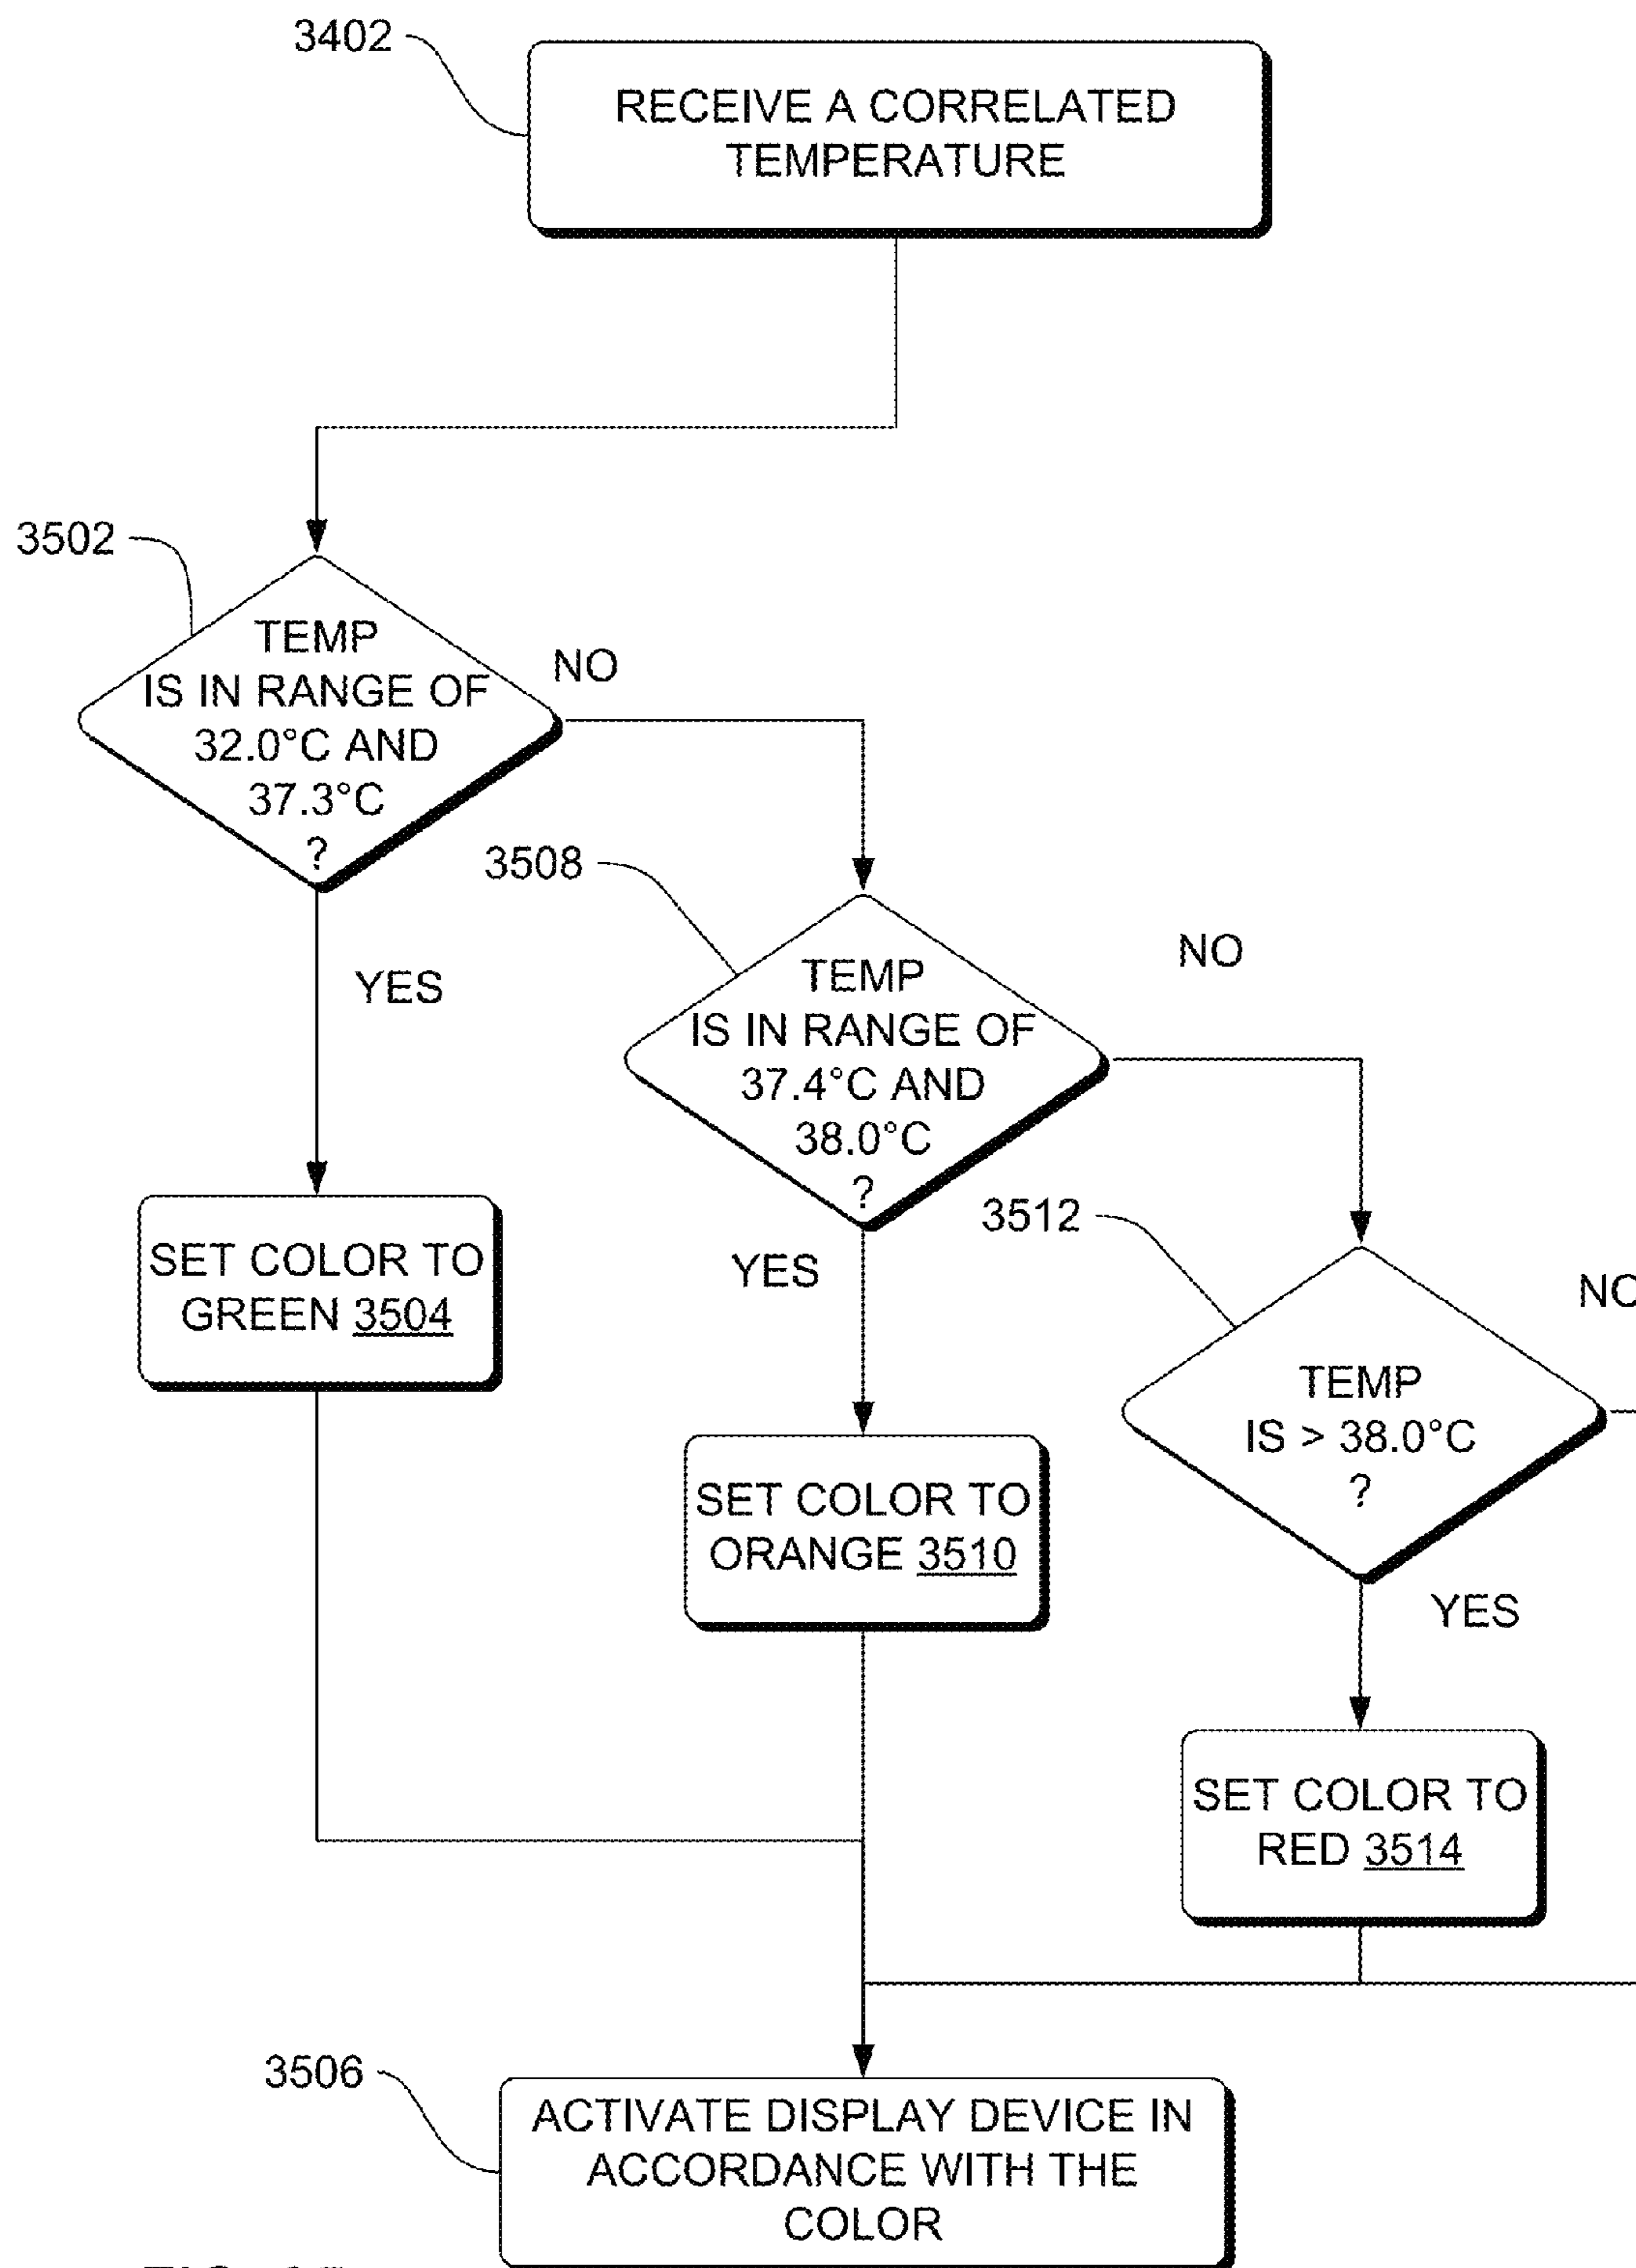 3402
RECEIVE A CORRELATED
TEMPERATURE
3502
TEMP
IS IN RANGE OF
32.0°C AND
37.3°C
?
NO
YES
3508
TEMP
IS IN RANGE OF
37.4°C AND
38.0°C
?
NO
YES
3512
TEMP
IS > 38.0°C
?
NO
YES
SET COLOR TO
GREEN 3504
SET COLOR TO
ORANGE 3510
SET COLOR TO
RED 3514
3506
ACTIVATE DISPLAY DEVICE IN
ACCORDANCE WITH THE
COLOR